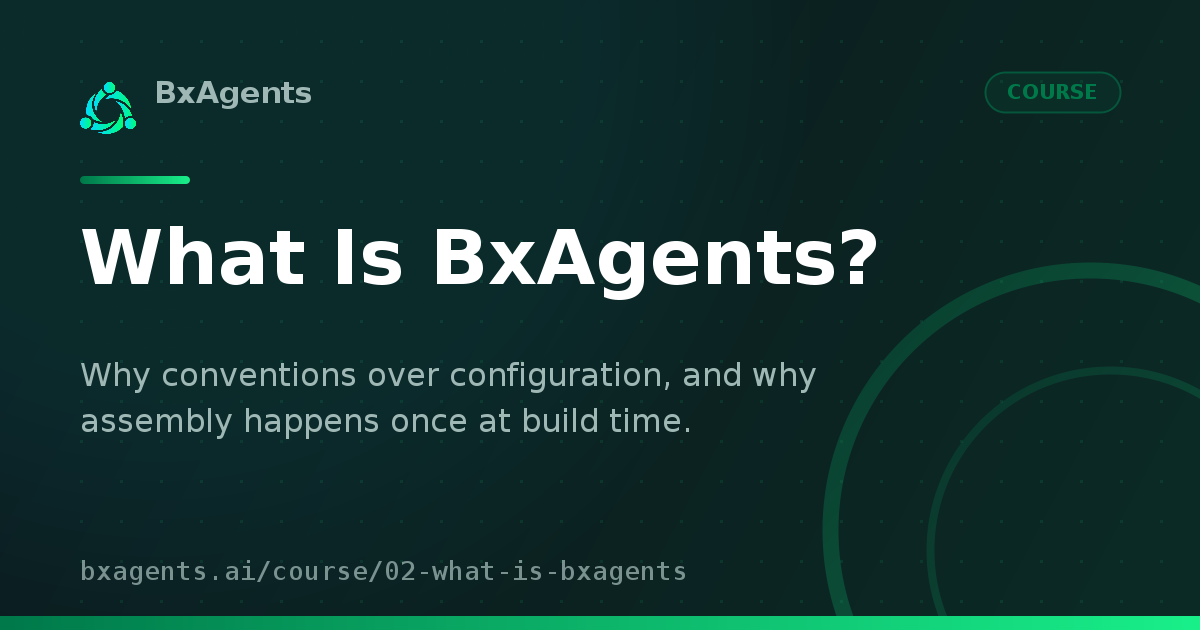 BxAgents
COURSE
What Is BxAgents?
Why conventions over configuration, and why
assembly happens once at build time.
bxagents.ai/course/02-what-is-bxagents